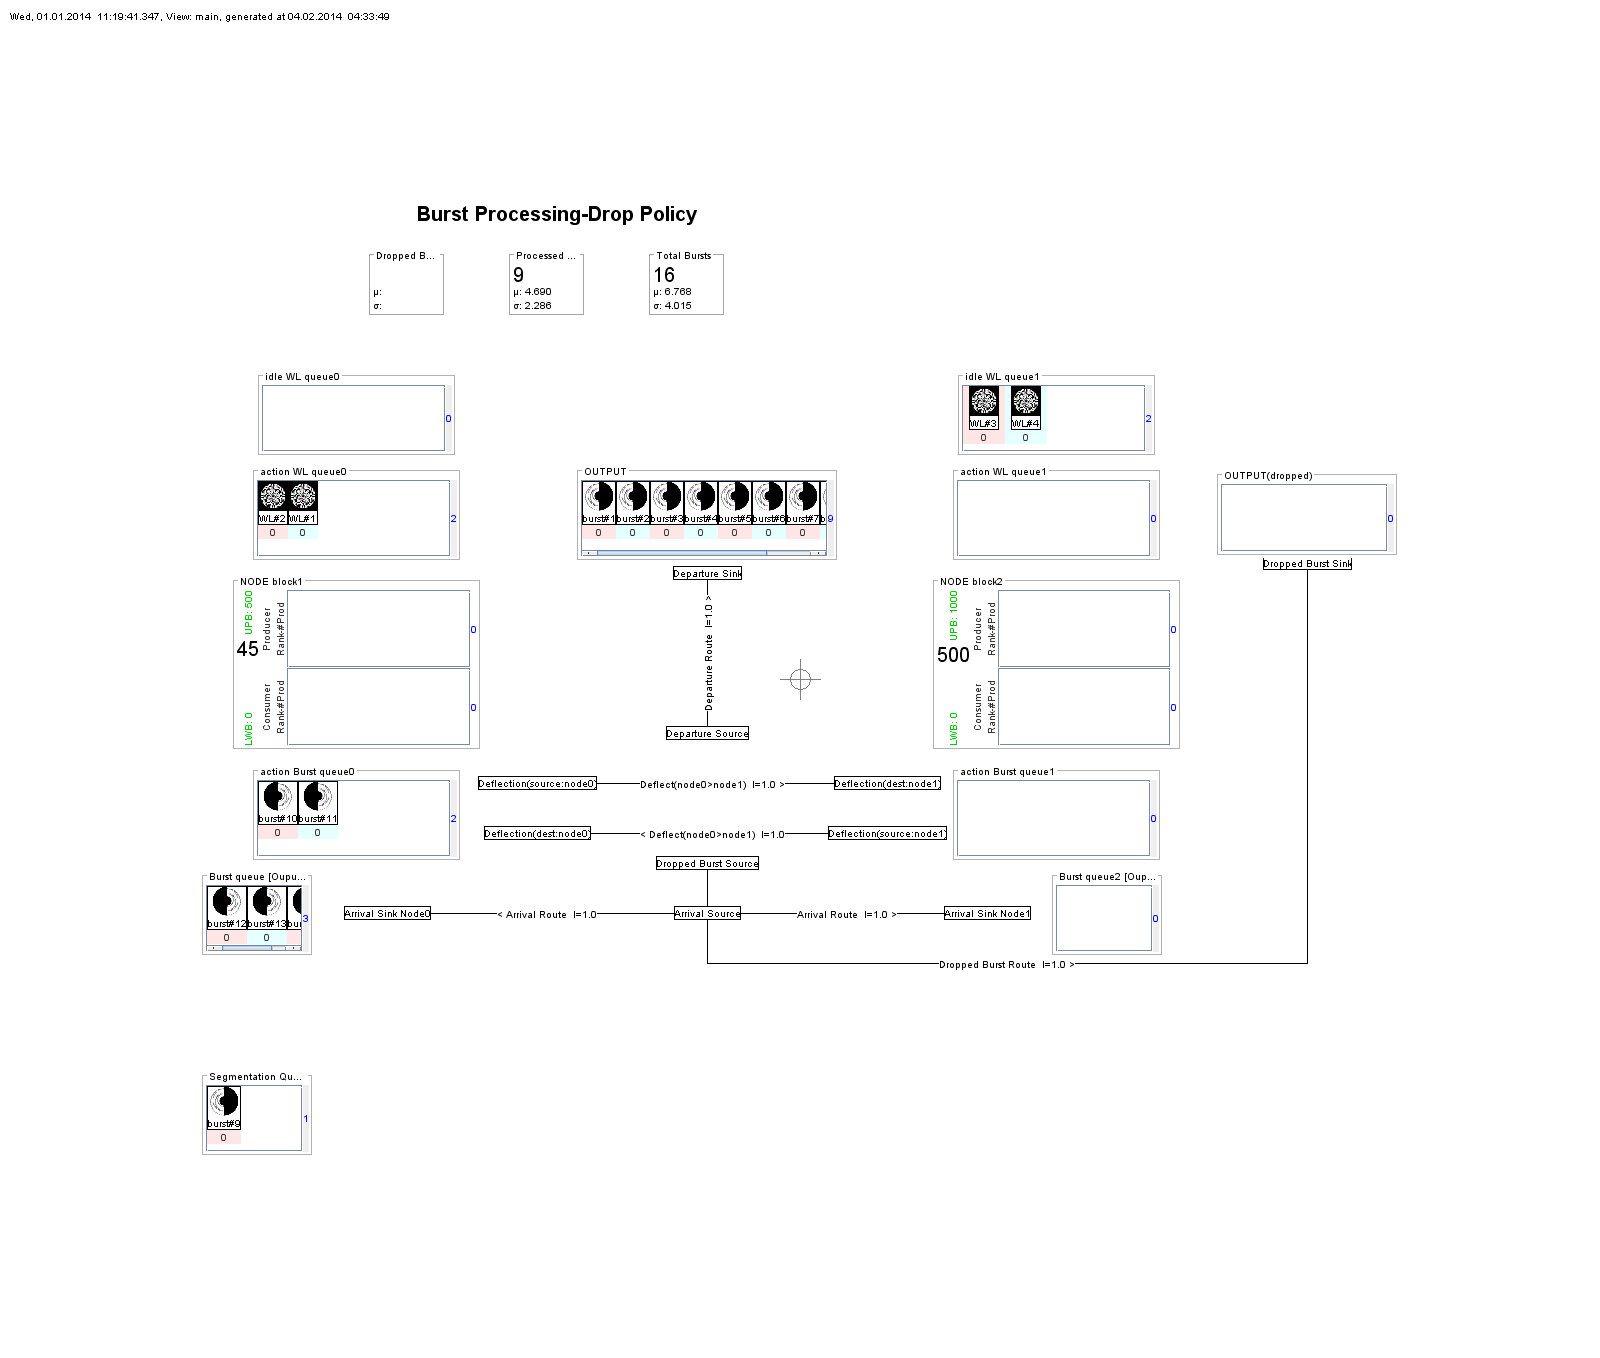 Wed, 01.01.2014 11:19:41.347, View: main, generated at 04.02.2014 04:33:49
Burst Processing-Drop Policy
Dropped B...
μ:
σ:
Processed ...
9
μ: 4.690
σ: 2.286
Total Bursts
16
μ: 6.768
σ: 4.015
idle WL queue0
0
idle WL queue1
WL#3 WL#4
0 0
2
action WL queue0
WL#2 WL#1
0 0
2
OUTPUT
burst#1 burst#2 burst#3 burst#4 burst#5 burst#6 burst#7 b
0 0 0 0 0 0 0
9
action WL queue1
0
OUTPUT(dropped)
0
Dropped Burst Sink
Departure Sink
Departure Route l=1.0 >
Departure Source
NODE block1
UPB: 500
45
LWB: 0
Producer
Rank-#Prod
0
Consumer
Rank-#Prod
0
NODE block2
UPB: 1000
500
LWB: 0
Producer
Rank-#Prod
0
Consumer
Rank-#Prod
0
action Burst queue0
burst#10 burst#11
0 0
2
Deflection(source:node0) Deflect(node0>node1) l=1.0 > Deflection(dest:node1)
Deflection(dest:node0) < Deflect(node0>node1) l=1.0 Deflection(source:node1)
action Burst queue1
0
Dropped Burst Source
Burst queue [Oupu...
burst#12 burst#13 bu
0 0
3
Arrival Sink Node0 < Arrival Route l=1.0 Arrival Source Arrival Route l=1.0 > Arrival Sink Node1
Burst queue2 [Oup...
0
Dropped Burst Route l=1.0 >
Segmentation Qu...
burst#9
0
1